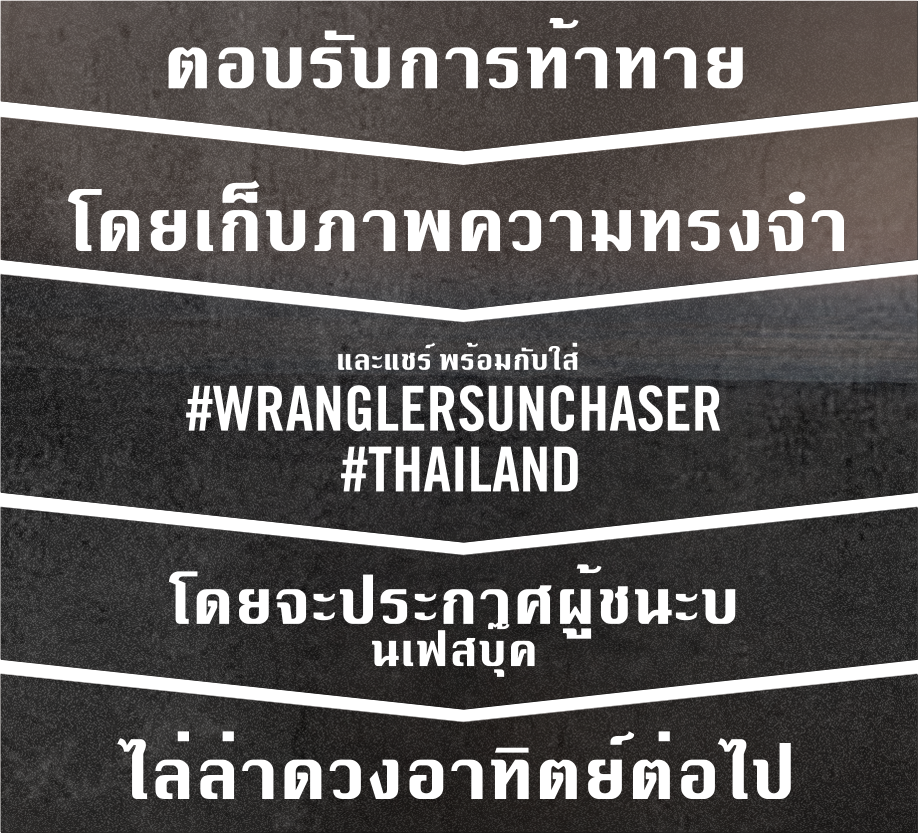 ตอบรับการท้าทาย
โดยเก็บภาพความทรงจำ
และแชร์ พร้อมกับใส่
#WRANGLERSUNCHASER
#THAILAND
โดยจะประกาศผู้ชนะบ
นเฟสบุ๊ค
ไล่ล่าดวงอาทิตย์ต่อไป